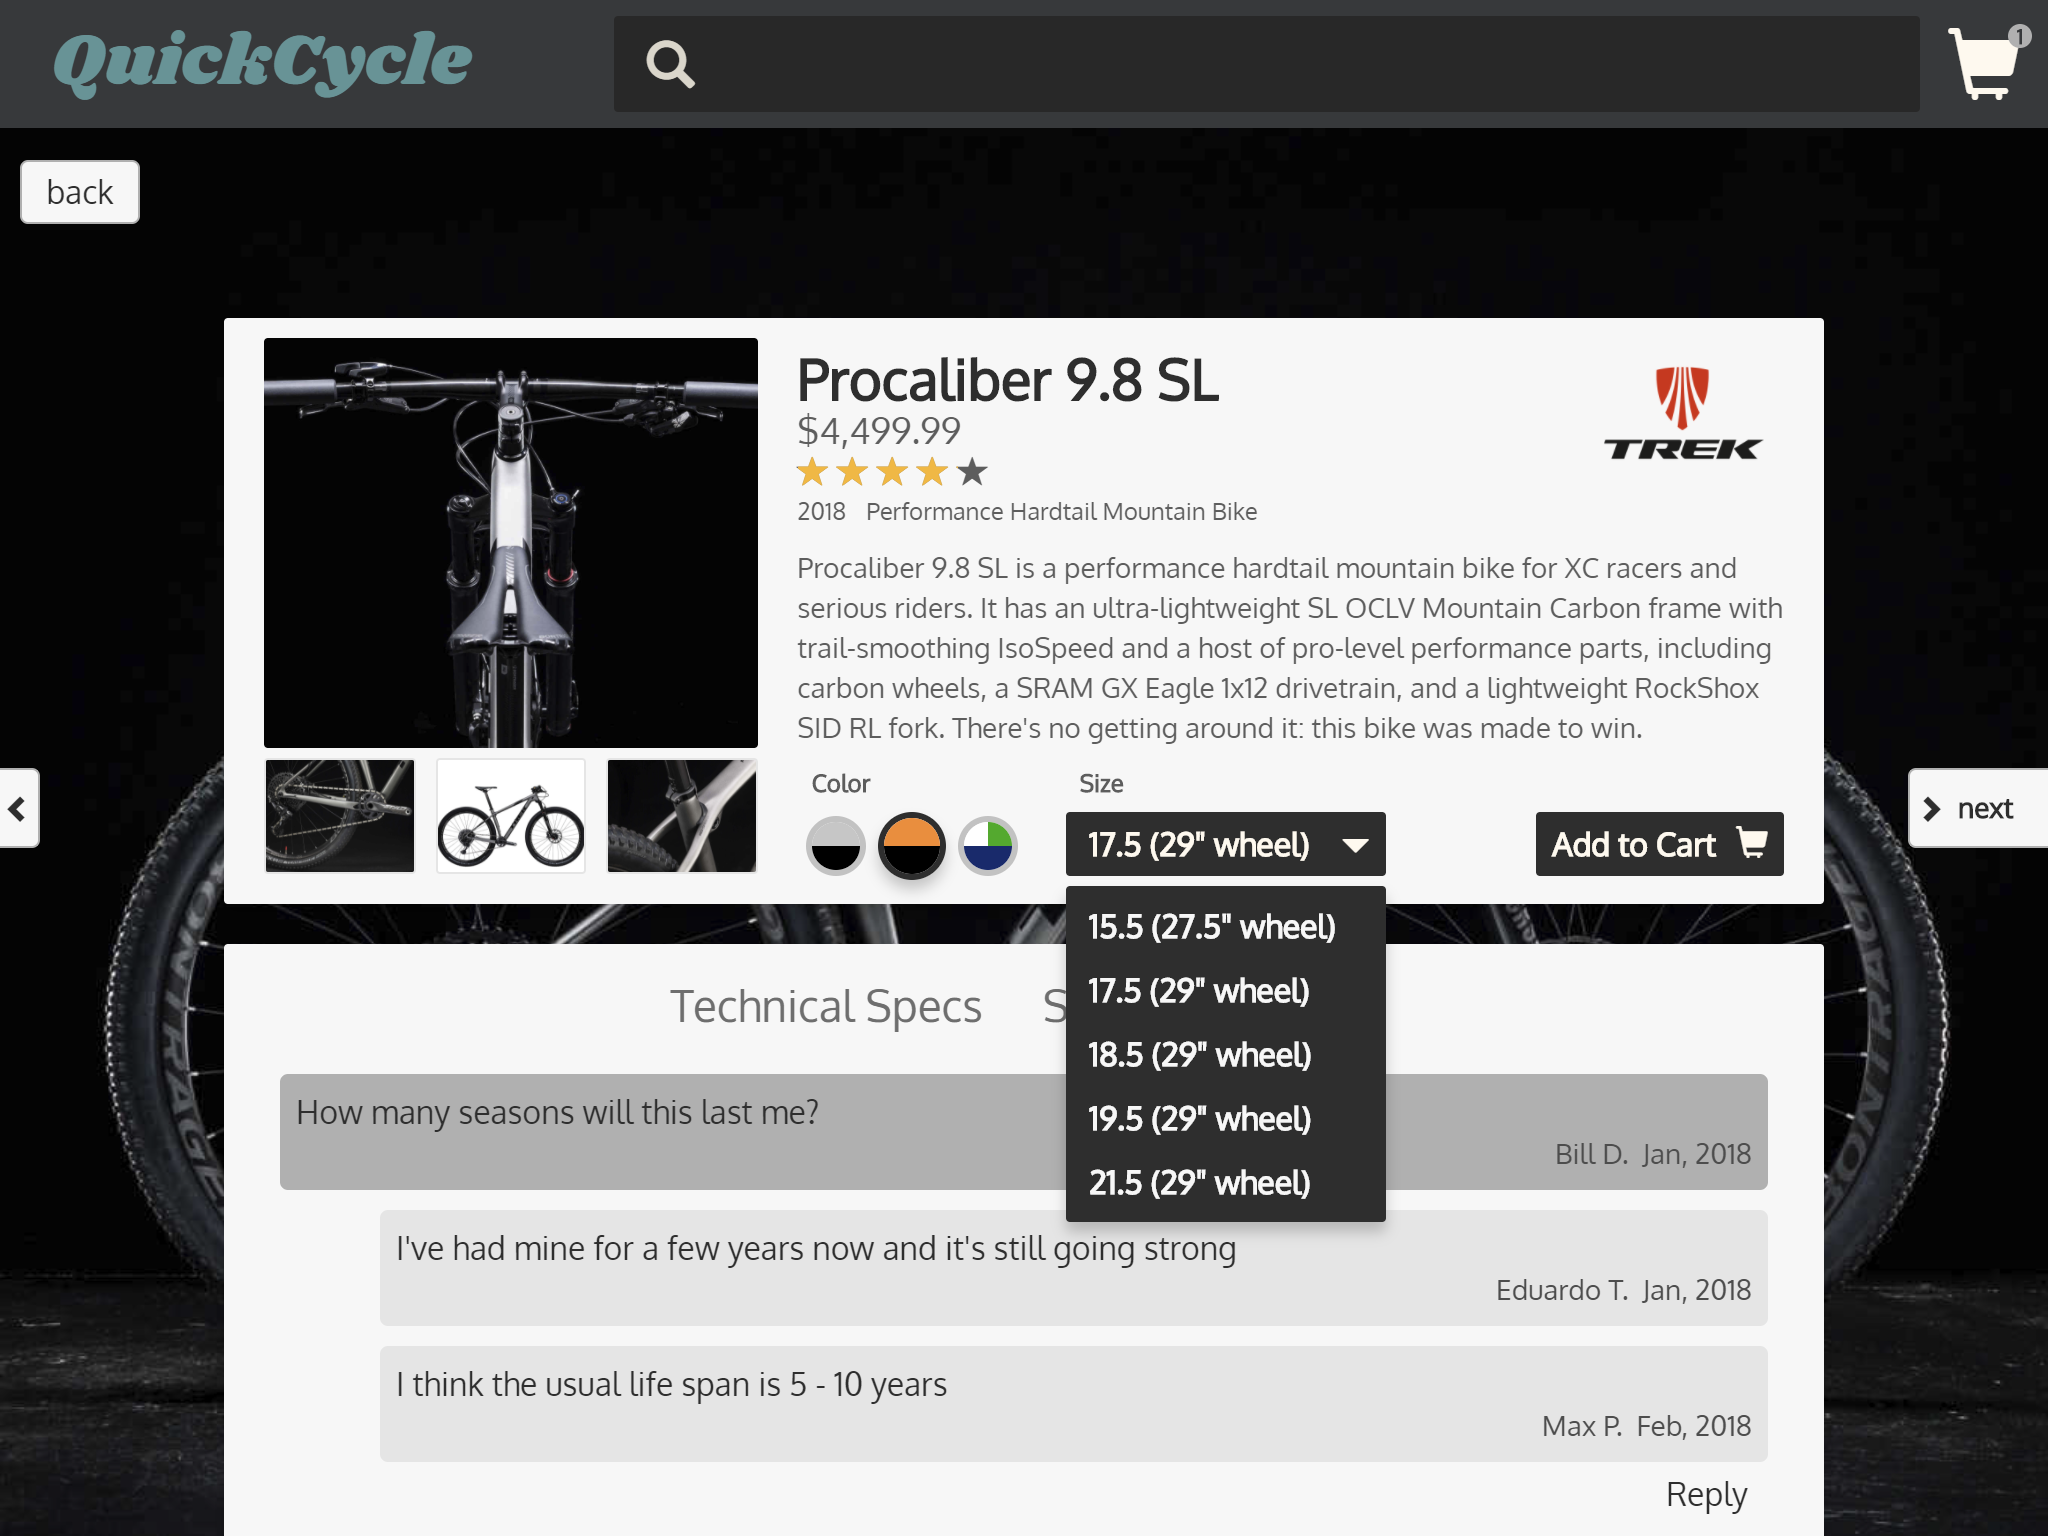 QuickCycle
1
back
Procaliber 9.8 SL
$4,499.99
TREK
2018 Performance Hardtail Mountain Bike
Procaliber 9.8 SL is a performance hardtail mountain bike for XC racers and
serious riders. It has an ultra-lightweight SL OCLV Mountain Carbon frame with
trail-smoothing IsoSpeed and a host of pro-level performance parts, including
carbon wheels, a SRAM GX Eagle 1x12 drivetrain, and a lightweight RockShox
SID RL fork. There's no getting around it: this bike was made to win.
Color
Size
17.5 (29" wheel)
Add to Cart
next
15.5 (27.5" wheel)
17.5 (29" wheel)
18.5 (29" wheel)
19.5 (29" wheel)
21.5 (29" wheel)
Technical Specs
How many seasons will this last me?
Bill D. Jan, 2018
I've had mine for a few years now and it's still going strong
Eduardo T. Jan, 2018
I think the usual life span is 5 - 10 years
Max P. Feb, 2018
Reply